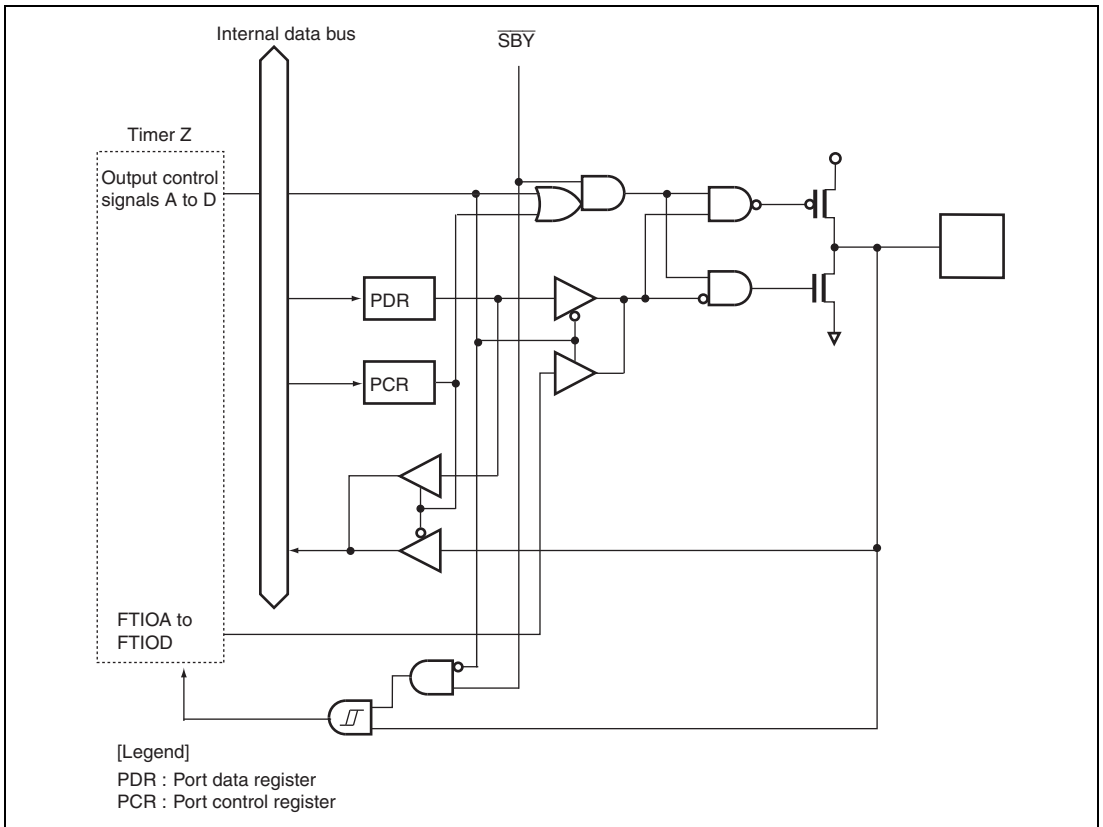 Internal data bus
SBY
Timer Z
Output control
signals A to D
PDR
PCR
FTIOA to
FTIOD
[Legend]
PDR : Port data register
PCR : Port control register